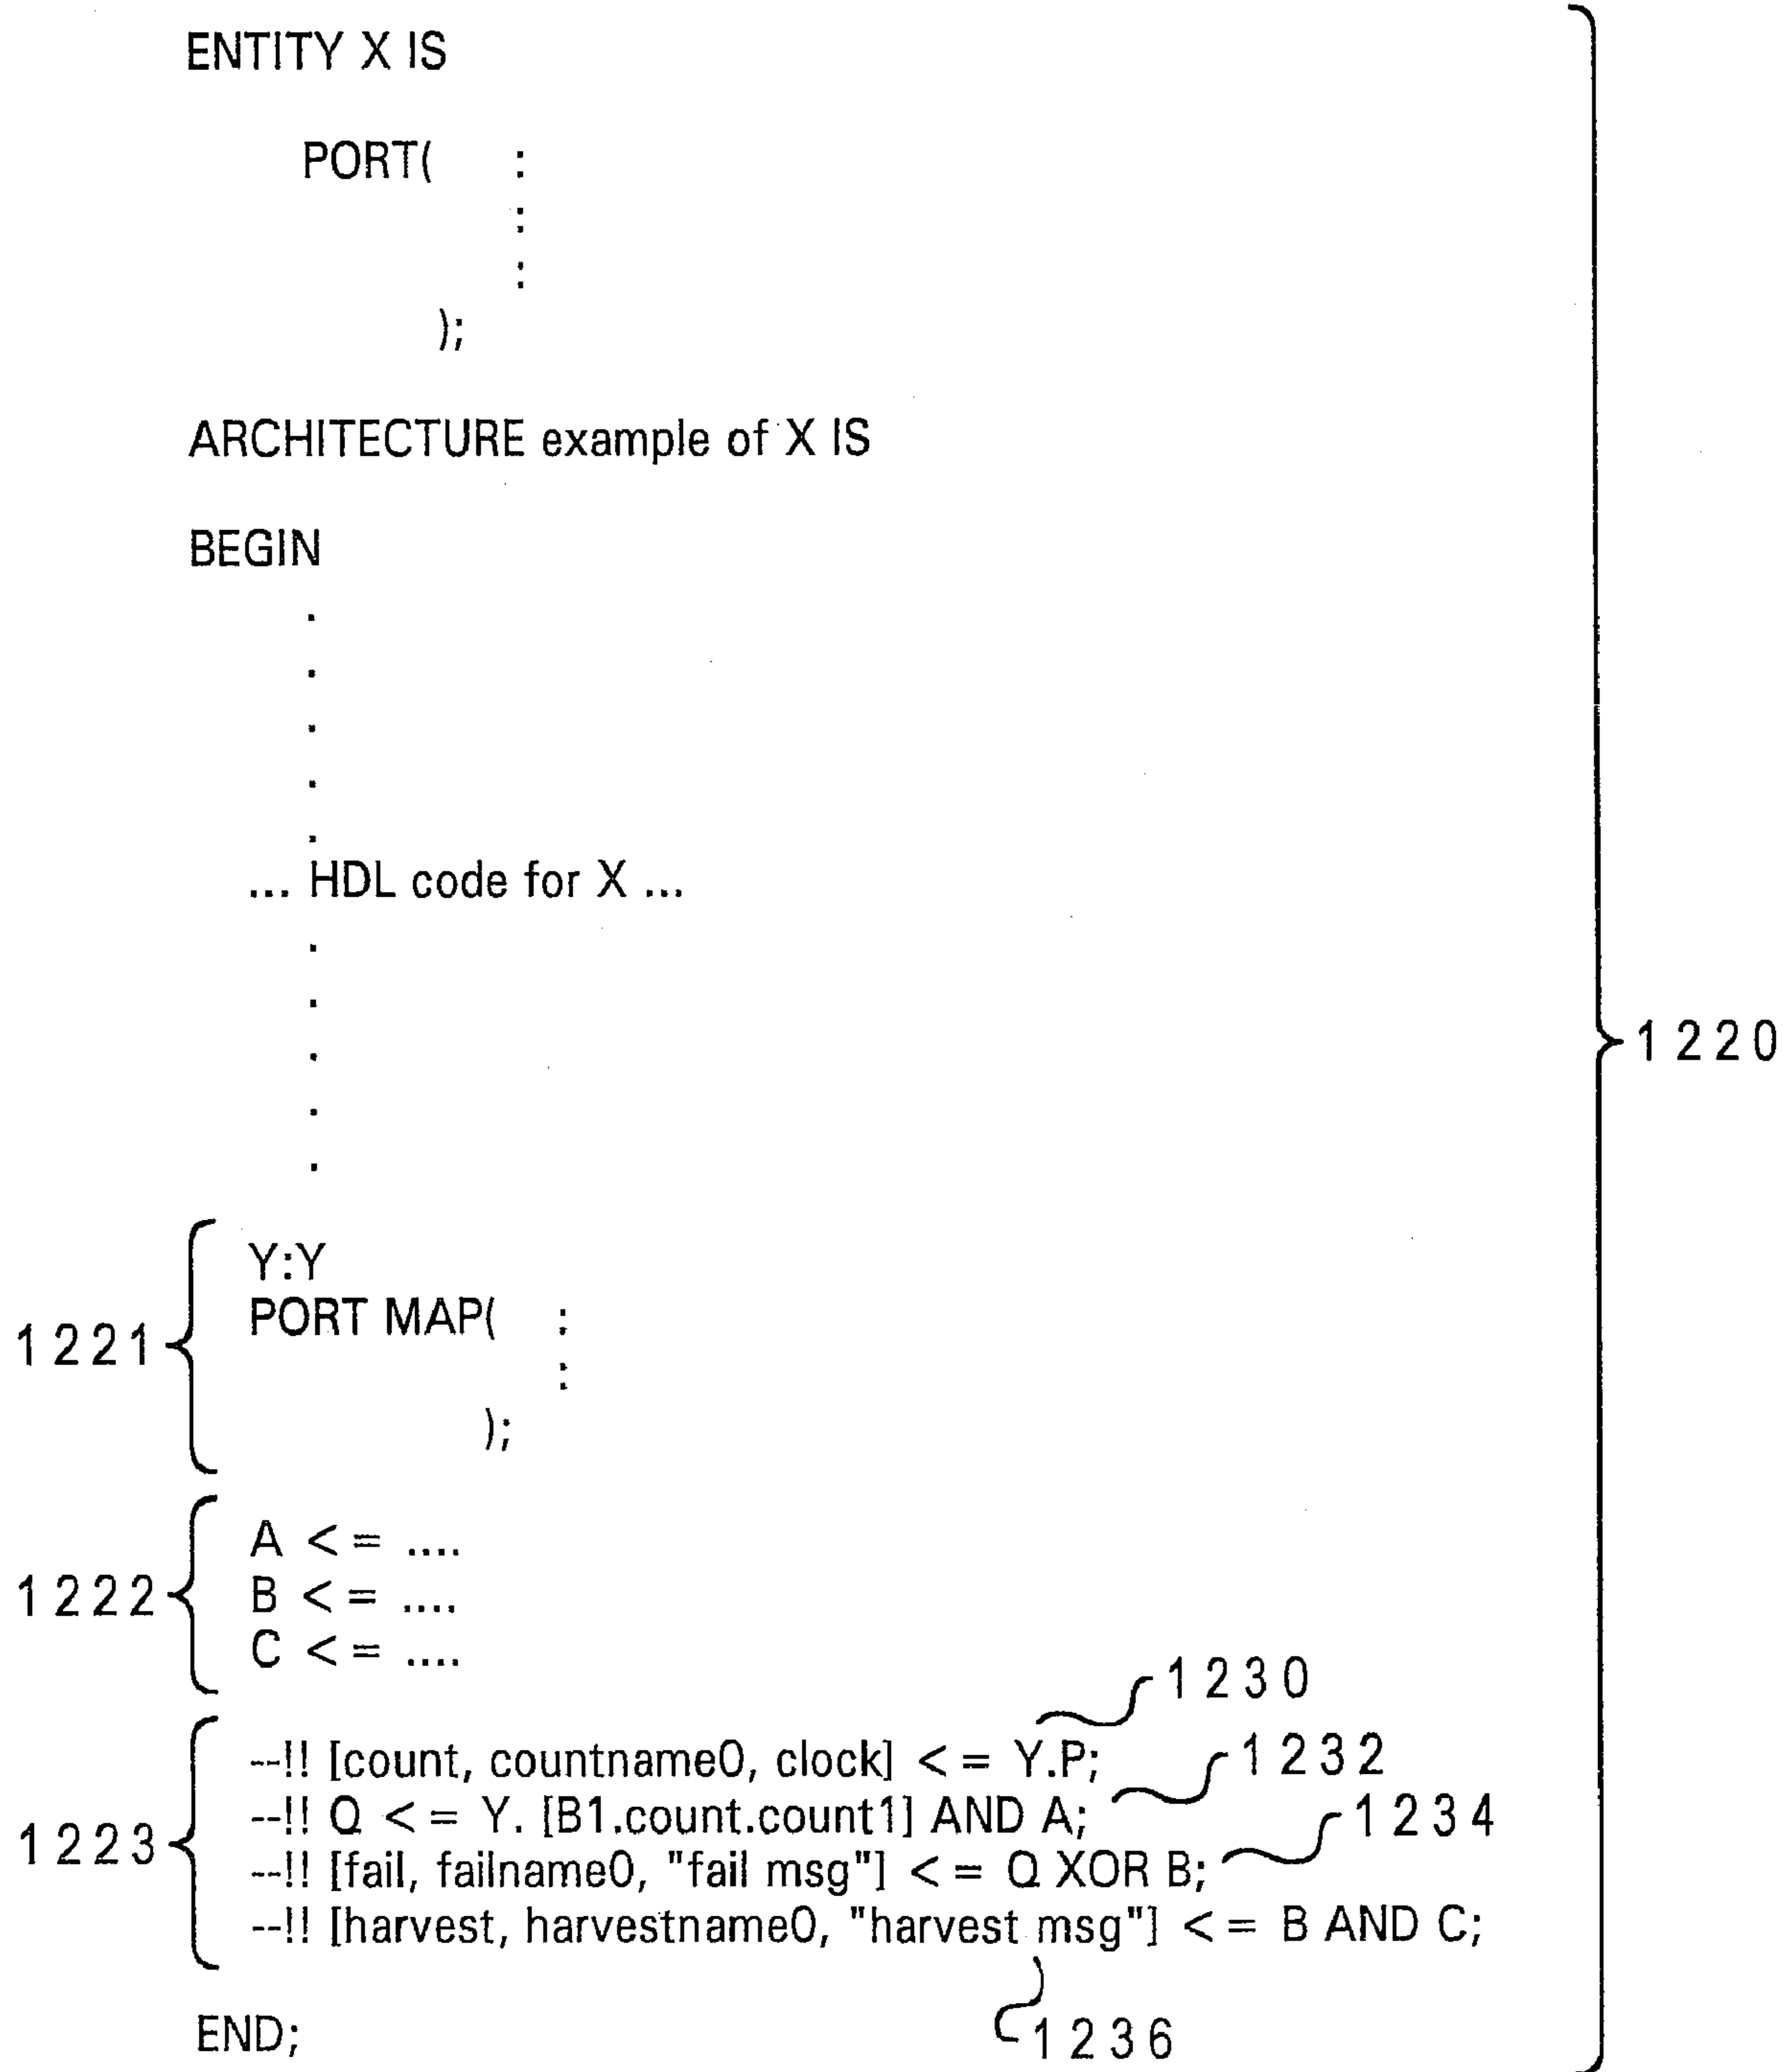 ENTITY X IS
PORT( :
:
:
);
ARCHITECTURE example of X IS
BEGIN
.
.
.
.
.
... HDL code for X ...
.
.
.
.
.
1220
Y:Y
PORT MAP( :
1221
:
);
A <= ....
1222 B <= ....
C <= ....
1230
--!! [count, countname0, clock] <= Y.P; 1232
--!! Q <= Y. [B1.count.count1] AND A; 1234
1223
--!! [fail, failname0, "fail msg"] <= Q XOR B;
--!! [harvest, harvestname0, "harvest msg"] <= B AND C;
END; 1236